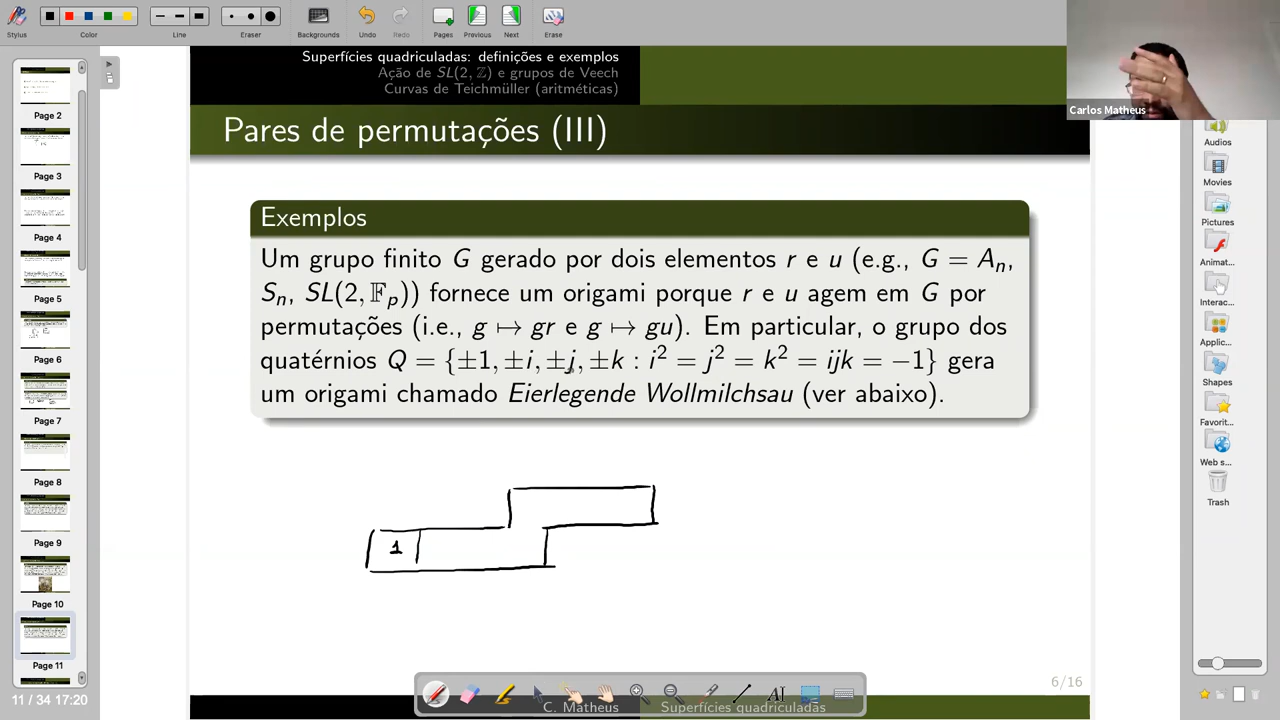 Stylus
Color
Line
Eraser
Backgrounds
Undo
Redo
Pages
Previous
Next
Erase
Page 2
Page 3
Page 4
Page 5
Page 6
Page 7
Page 8
Page 9
Page 10
Page 11
11 / 34 17:20
Superfícies quadriculadas: definições e exemplos
Ação de SL(2, ℤ) e grupos de Veech
Curvas de Teichmüller (aritméticas)
Pares de permutações (III)
Exemplos
Um grupo finito G gerado por dois elementos r e u (e.g., G = Aₙ,
Sₙ, SL(2, 𝔽ₚ)) fornece um origami porque r e u agem em G por
permutações (i.e., g ↦ gr e g ↦ gu). Em particular, o grupo dos
quatérnios Q = {±1, ±i, ±j, ±k : i² = j² = k² = ijk = −1} gera
um origami chamado Eierlegende Wollmilchsau (ver abaixo).
1
6/16
C. Matheus
Superfícies quadriculadas
Carlos Matheus
Audios
Movies
Pictures
Animat...
Interac...
Applic...
Shapes
Favorit...
Web s...
Trash